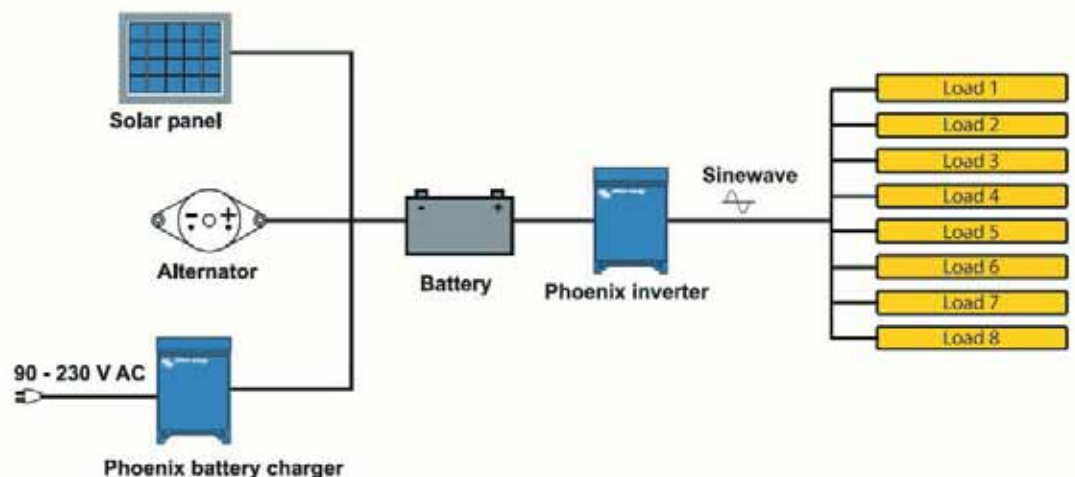 Solar panel
Alternator
90 - 230 V AC
Phoenix battery charger
- +
Battery
Phoenix inverter
Sinewave
Load 1
Load 2
Load 3
Load 4
Load 5
Load 6
Load 7
Load 8